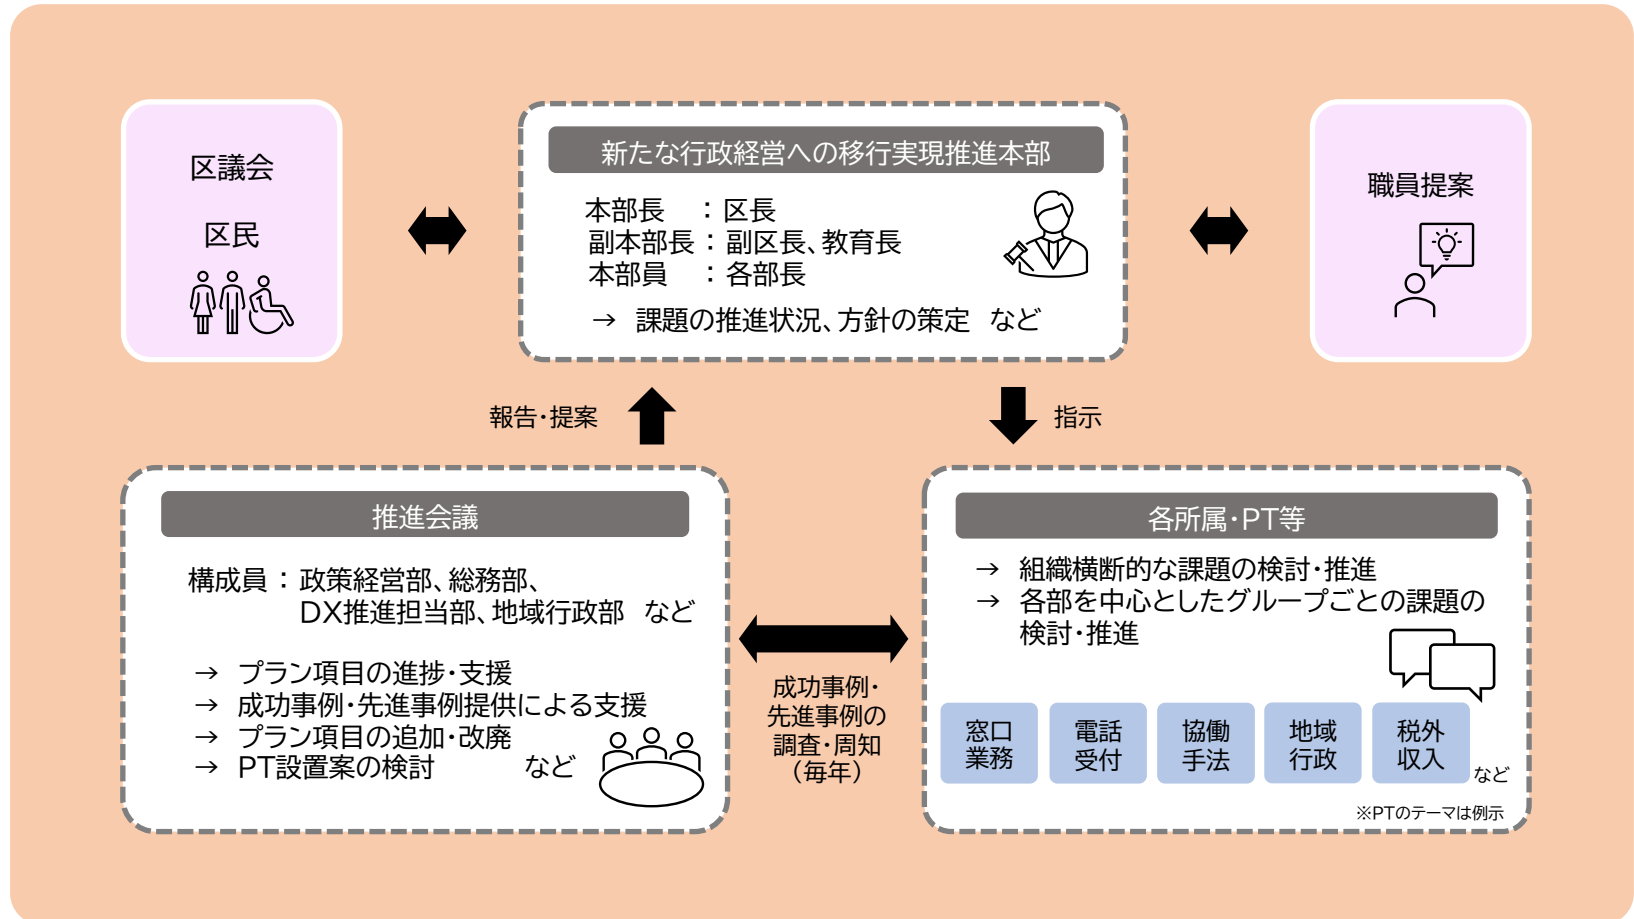 区議会
区民
新たな行政経営への移行実現推進本部
本部長 ：区長
副本部長：副区長、教育長
本部員 ：各部長
→ 課題の推進状況、方針の策定 など
職員提案
報告・提案
指示
推進会議
構成員：政策経営部、総務部、
DX推進担当部、地域行政部 など
→ プラン項目の進捗・支援
→ 成功事例・先進事例提供による支援
→ プラン項目の追加・改廃
→ PT設置案の検討 など
成功事例・
先進事例の
調査・周知
（毎年）
各所属・PT等
→ 組織横断的な課題の検討・推進
→ 各部を中心としたグループごとの課題の
検討・推進
窓口
業務
電話
受付
協働
手法
地域
行政
税外
収入
など
※PTのテーマは例示